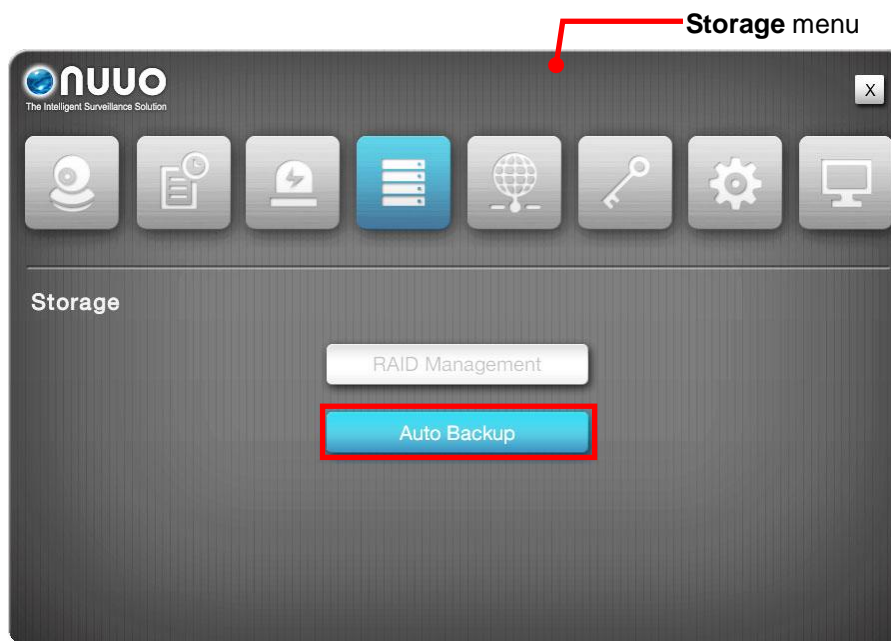 Storage menu
nuuo
The Intelligent Surveillance Solution
X
Storage
RAID Management
Auto Backup